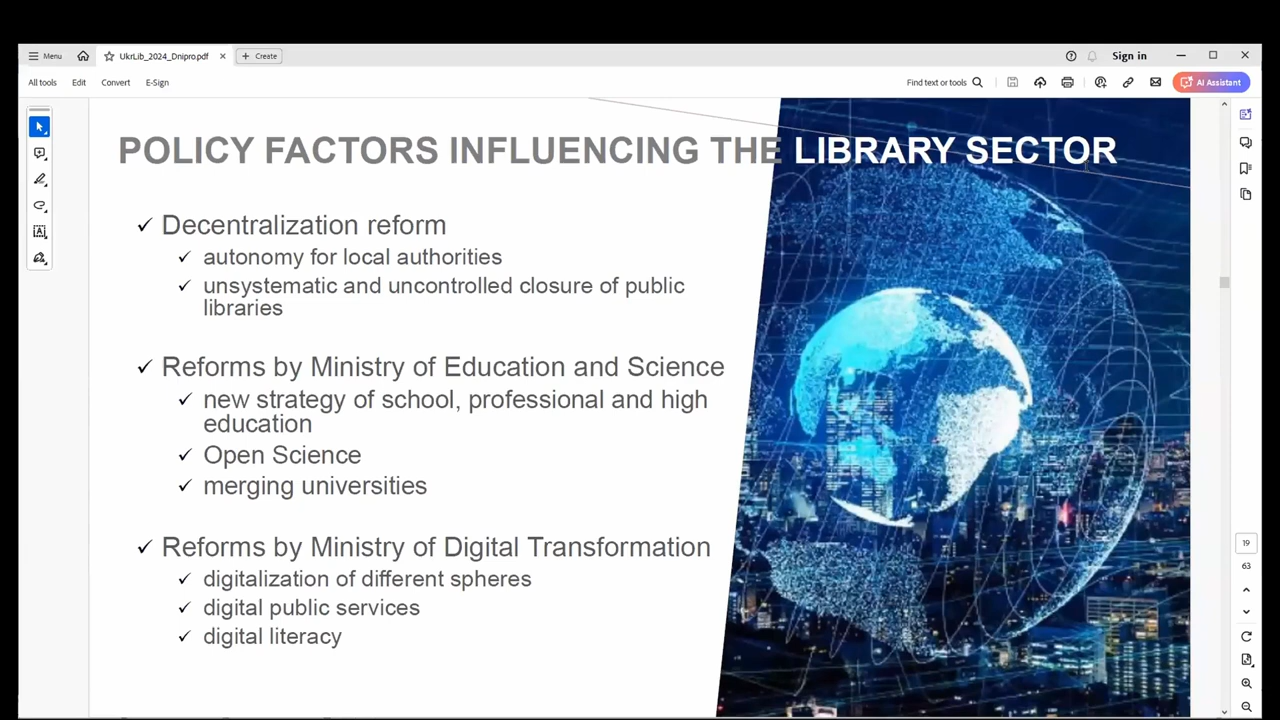 Menu
UkrLib_2024_Dnipro.pdf
Create
Sign in
All tools
Edit
Convert
E-Sign
Find text or tools
AI Assistant
POLICY FACTORS INFLUENCING THE LIBRARY SECTOR
Decentralization reform
autonomy for local authorities
unsystematic and uncontrolled closure of public
libraries
Reforms by Ministry of Education and Science
new strategy of school, professional and high
education
Open Science
merging universities
Reforms by Ministry of Digital Transformation
digitalization of different spheres
digital public services
digital literacy
19
63